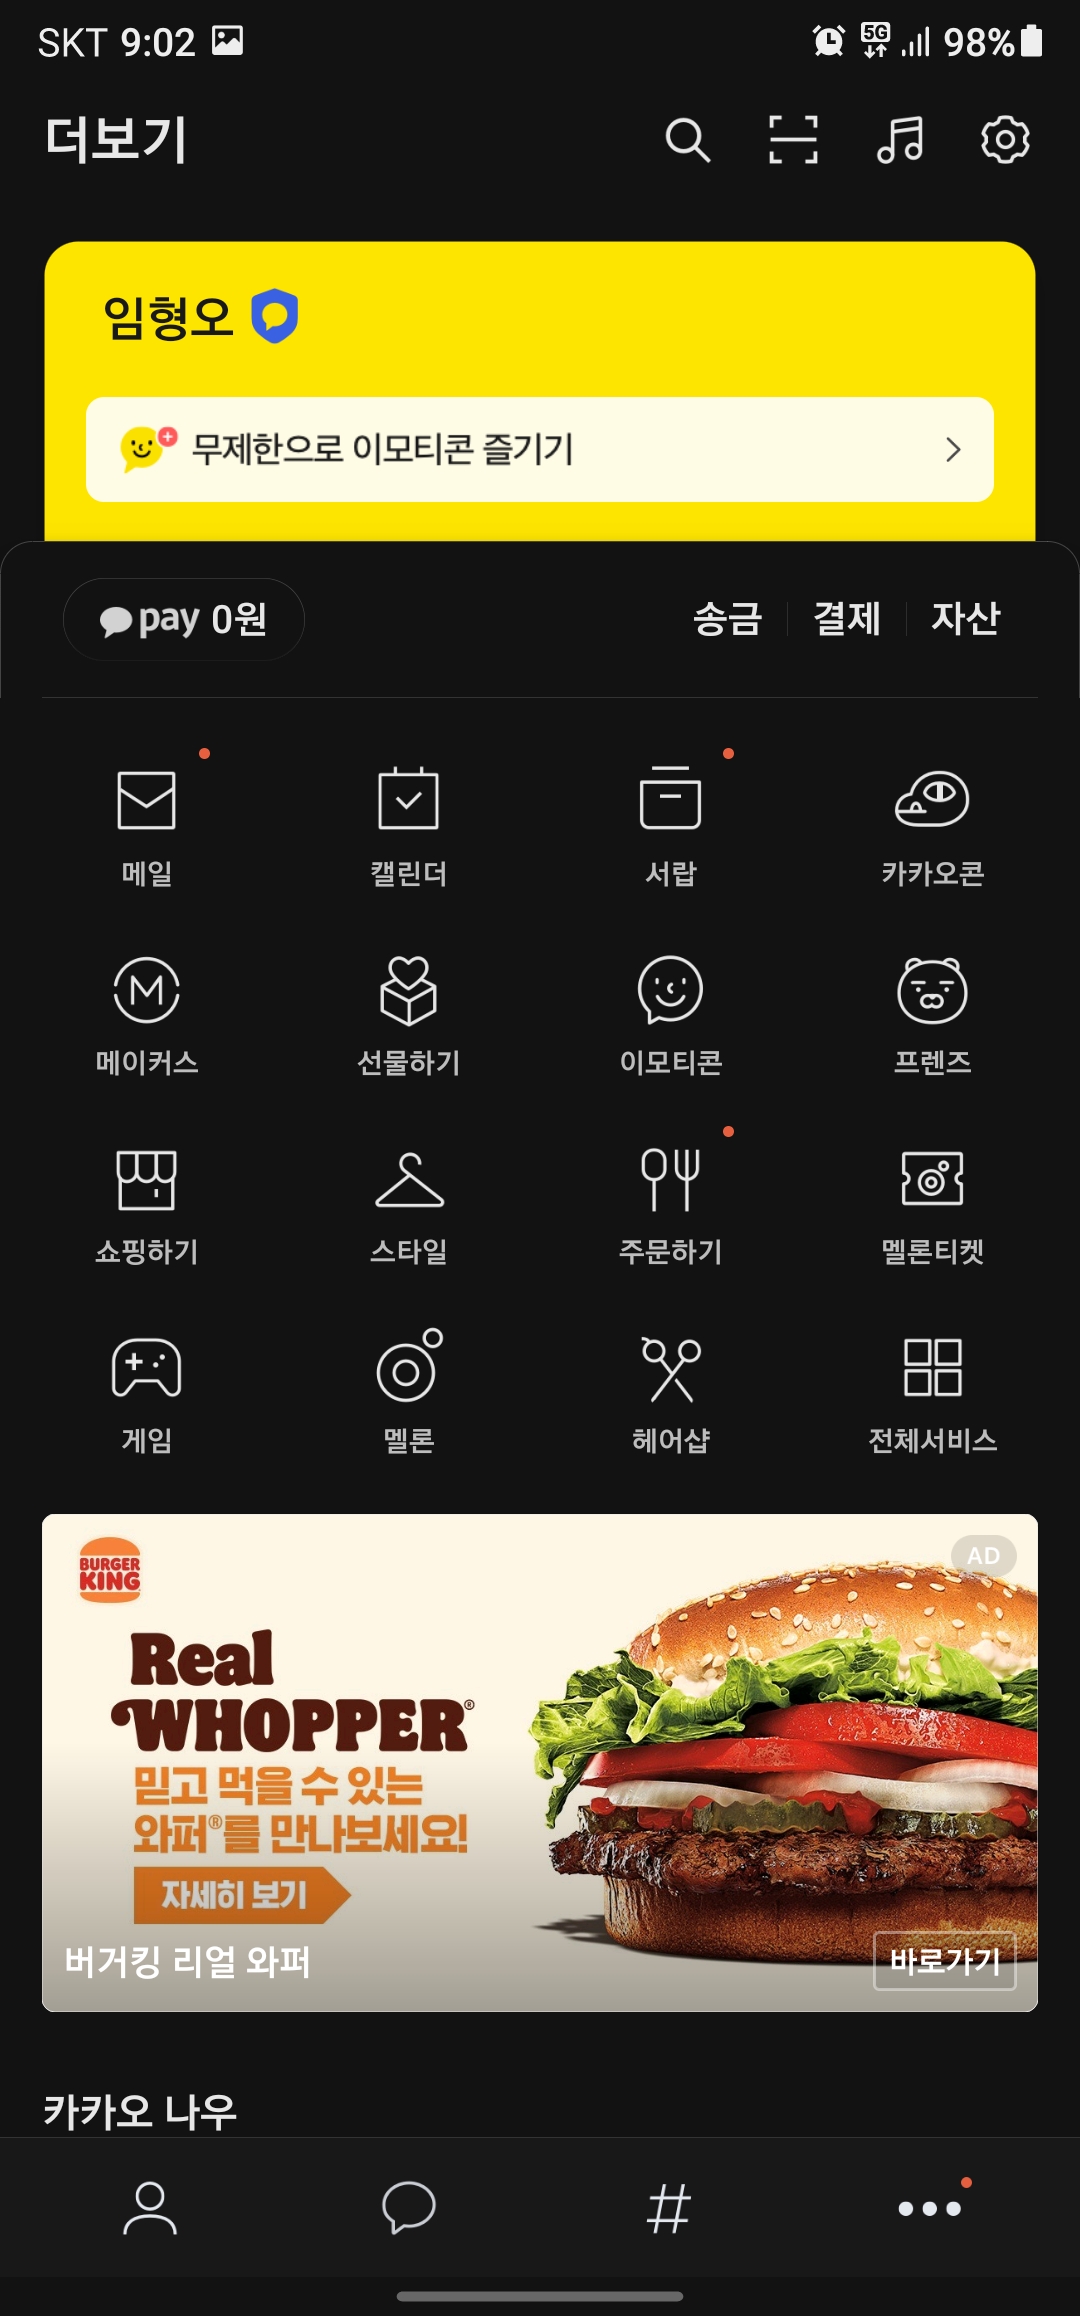 SKT 9:02 5G 98%
더보기
임형오
무제한으로 이모티콘 즐기기
pay 0원 송금 결제 자산
메일 캘린더 서랍 카카오콘
메이커스 선물하기 이모티콘 프렌즈
쇼핑하기 스타일 주문하기 멜론티켓
게임 멜론 헤어샵 전체서비스
BURGER
KING
AD
Real
WHOPPER®
믿고 먹을 수 있는
와퍼®를 만나보세요!
자세히 보기
버거킹 리얼 와퍼
바로가기
카카오 나우